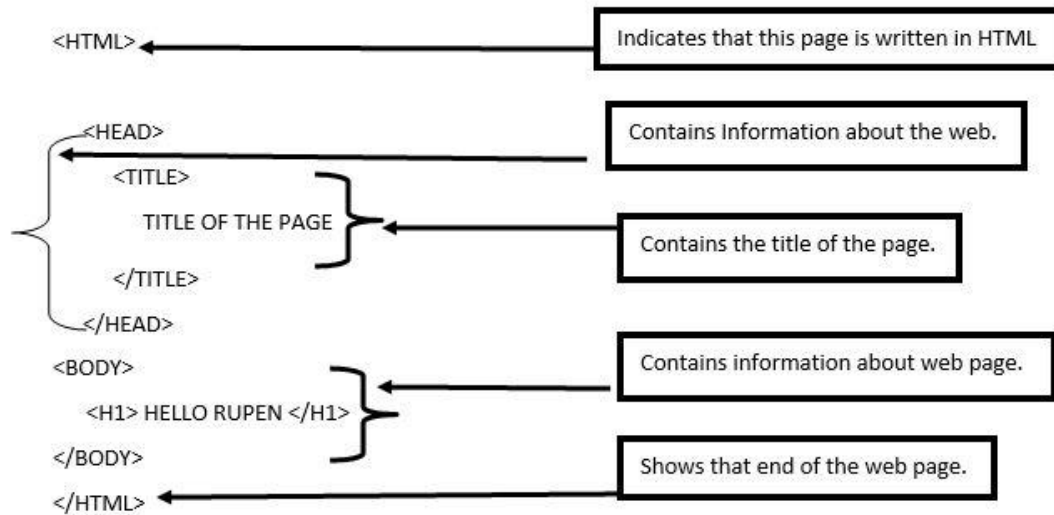 <HTML>
Indicates that this page is written in HTML
<HEAD>
Contains Information about the web.
<TITLE>
TITLE OF THE PAGE
Contains the title of the page.
</TITLE>
</HEAD>
<BODY>
Contains information about web page.
<H1> HELLO RUPEN </H1>
</BODY>
Shows that end of the web page.
</HTML>